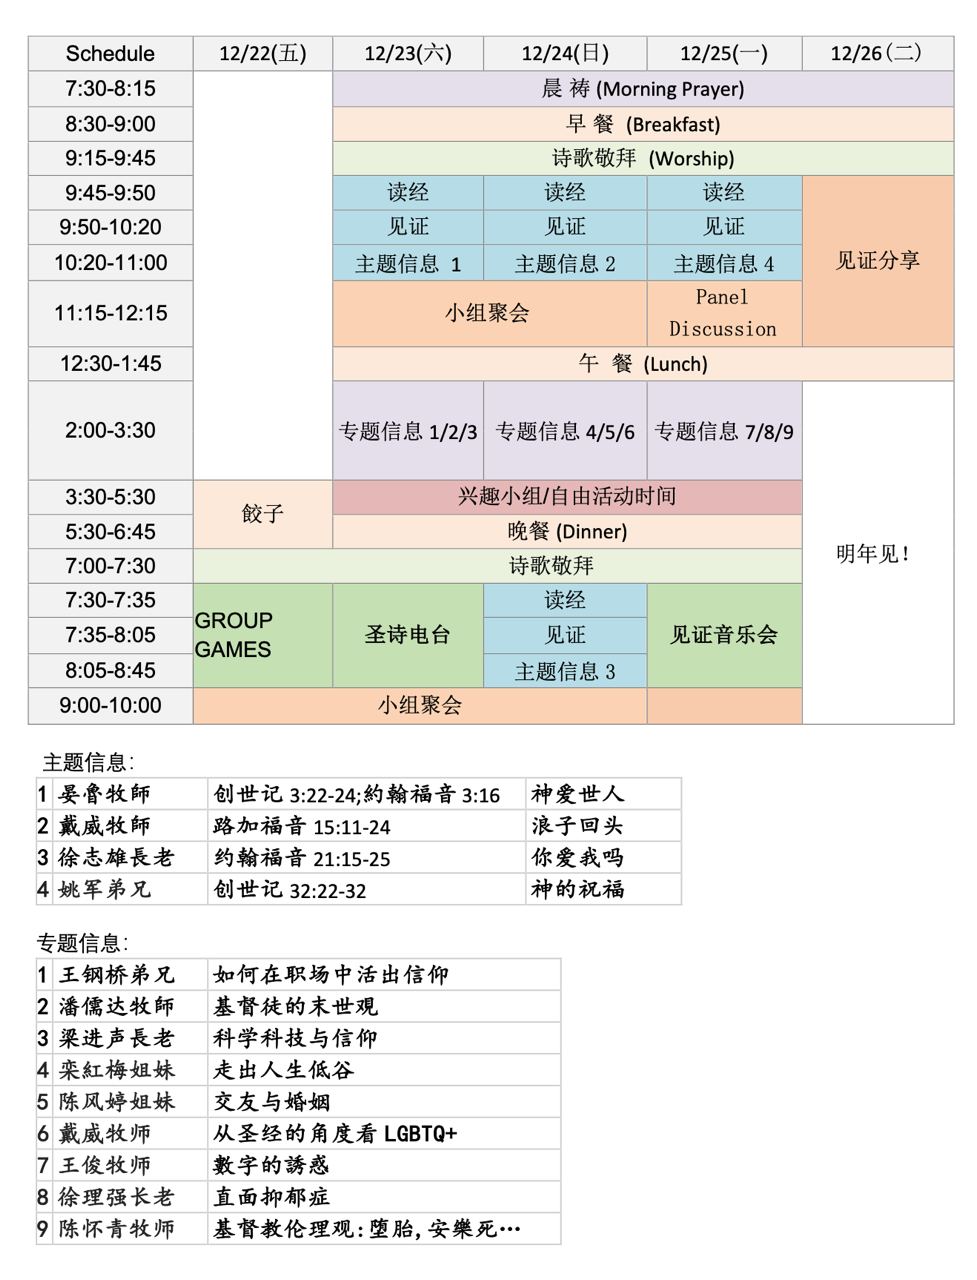 Schedule 12/22(五) 12/23(六) 12/24(日) 12/25(一) 12/26(二)
7:30-8:15 晨 祷 (Morning Prayer)
8:30-9:00 早 餐 (Breakfast)
9:15-9:45 诗歌敬拜 (Worship)
9:45-9:50 读经 读经 读经
9:50-10:20 见证 见证 见证
10:20-11:00 主题信息 1 主题信息 2 主题信息 4 见证分享
11:15-12:15 小组聚会 Panel
Discussion
12:30-1:45 午 餐 (Lunch)
2:00-3:30 专题信息 1/2/3 专题信息 4/5/6 专题信息 7/8/9
3:30-5:30 餃子 兴趣小组/自由活动时间
5:30-6:45 晚餐 (Dinner)
7:00-7:30 诗歌敬拜 明年见！
7:30-7:35 读经
7:35-8:05 GROUP
GAMES 圣诗电台 见证 见证音乐会
8:05-8:45 主题信息 3
9:00-10:00 小组聚会
主题信息:
1 晏魯牧師 创世记 3:22-24;約翰福音 3:16 神爱世人
2 戴威牧師 路加福音 15:11-24 浪子回头
3 徐志雄長老 约翰福音 21:15-25 你爱我吗
4 姚军弟兄 创世记 32:22-32 神的祝福
专题信息:
1 王钢桥弟兄 如何在职场中活出信仰
2 潘儒达牧師 基督徒的末世观
3 梁进声長老 科学科技与信仰
4 栾紅梅姐妹 走出人生低谷
5 陈风婷姐妹 交友与婚姻
6 戴威牧师 从圣经的角度看 LGBTQ+
7 王俊牧师 數字的誘惑
8 徐理强长老 直面抑郁症
9 陈怀青牧师 基督教伦理观:堕胎,安樂死…